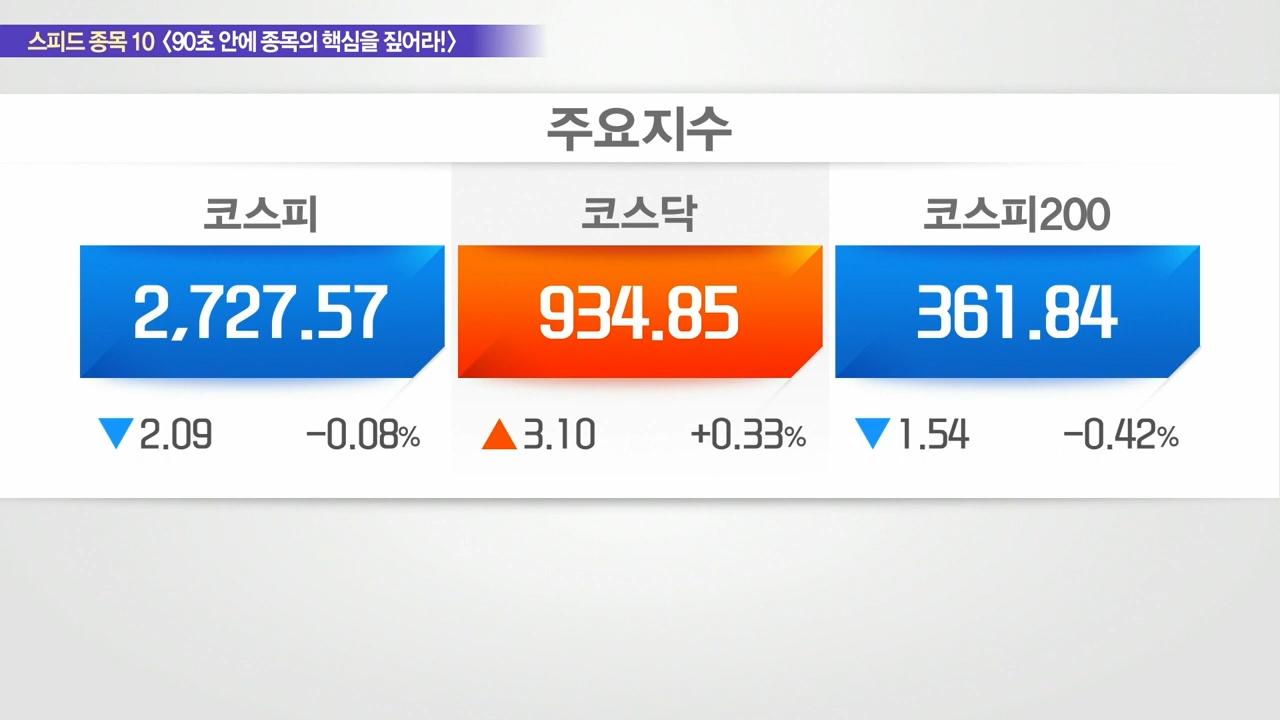 스피드 종목 10 〈90초 안에 종목의 핵심을 짚어라!〉
주요지수
코스피
2,727.57
▼2.09 -0.08%
코스닥
934.85
▲3.10 +0.33%
코스피200
361.84
▼1.54 -0.42%